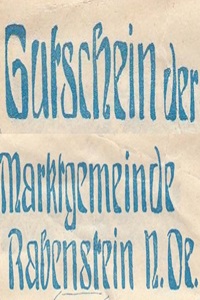 Gutschein der
Marktgemeinde
Rabenstein N. Oe.